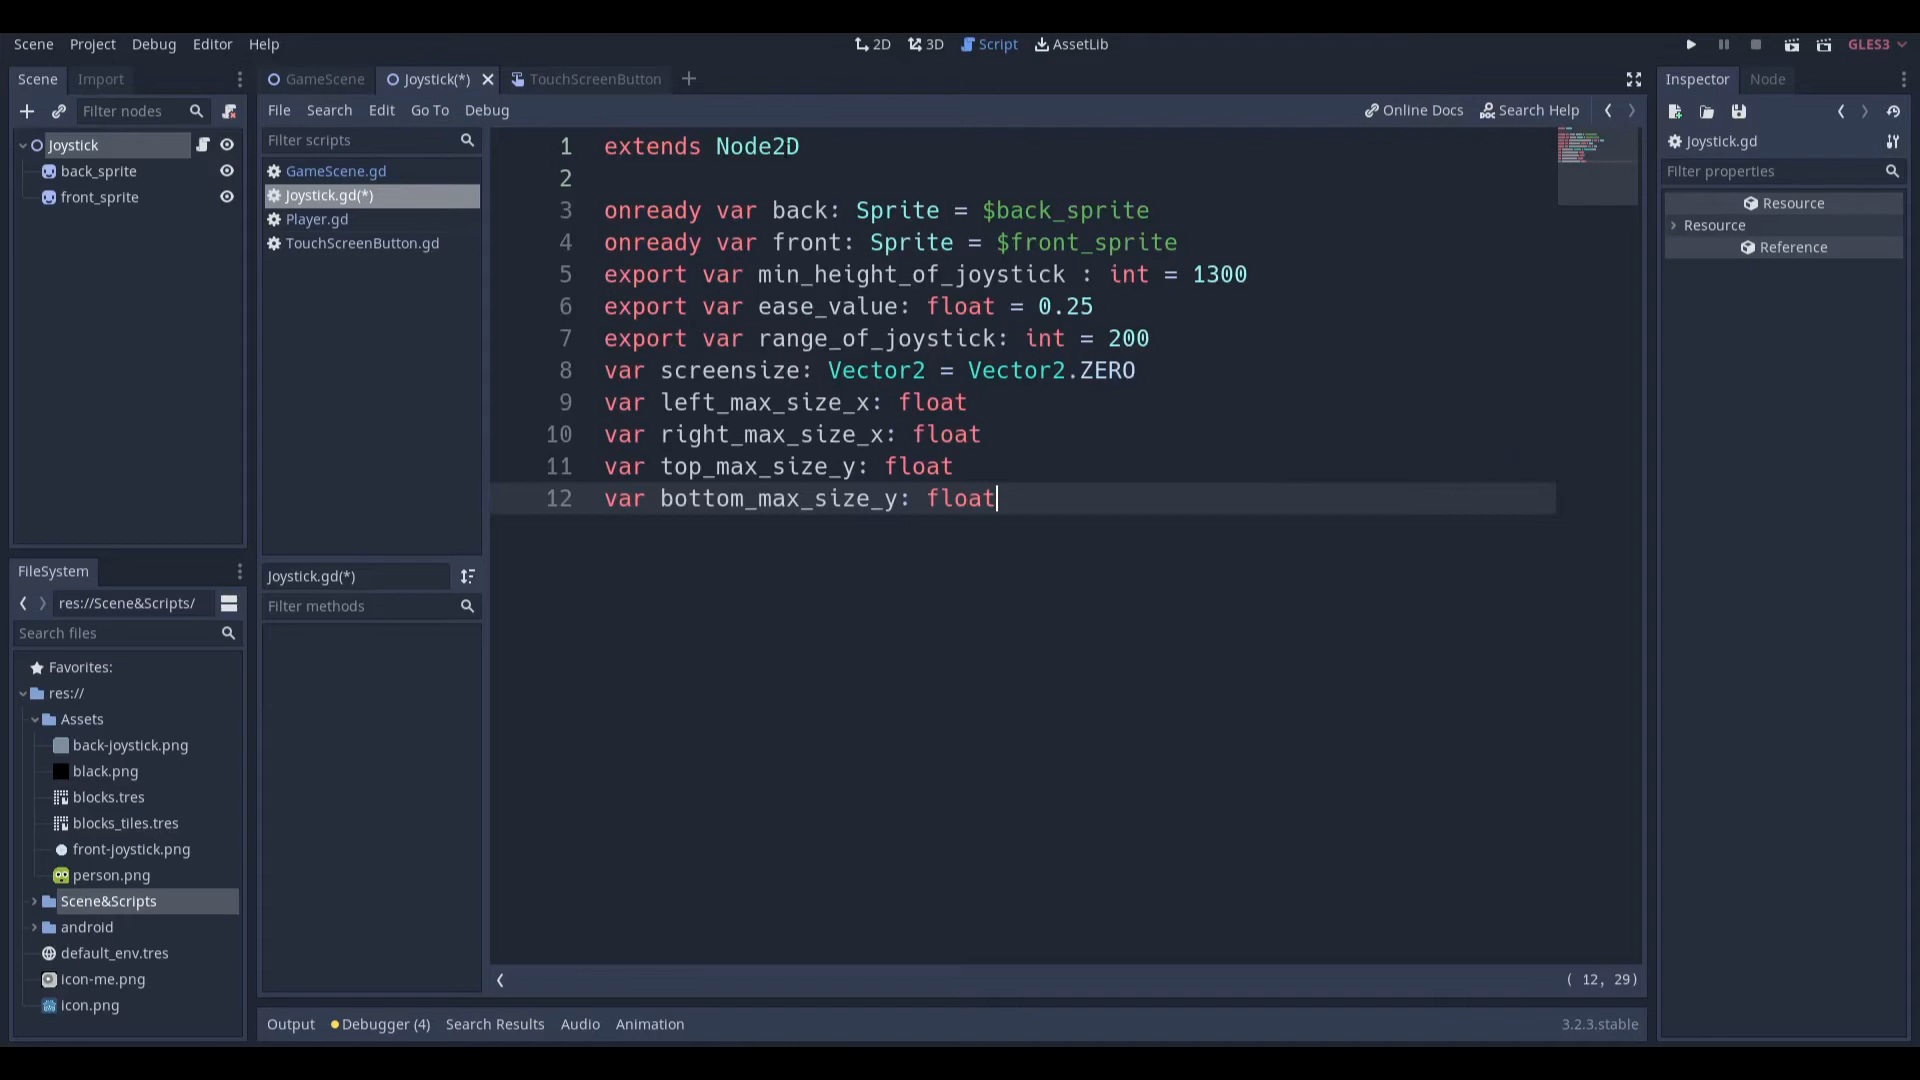 Scene Project Debug Editor Help
2D 3D Script AssetLib
GLES3
Scene Import
GameScene Joystick(*) TouchScreenButton
Inspector Node
Filter nodes
File Search Edit Go To Debug
Online Docs Search Help
Joystick
back_sprite
front_sprite
Filter scripts
GameScene.gd
Joystick.gd(*)
Player.gd
TouchScreenButton.gd
Joystick.gd(*)
Filter methods
1 extends Node2D
2
3 onready var back: Sprite = $back_sprite
4 onready var front: Sprite = $front_sprite
5 export var min_height_of_joystick : int = 1300
6 export var ease_value: float = 0.25
7 export var range_of_joystick: int = 200
8 var screensize: Vector2 = Vector2.ZERO
9 var left_max_size_x: float
10 var right_max_size_x: float
11 var top_max_size_y: float
12 var bottom_max_size_y: float
( 12, 29)
Joystick.gd
Filter properties
Resource
Resource
Reference
FileSystem
res://Scene&Scripts/
Search files
Favorites:
res://
Assets
back-joystick.png
black.png
blocks.tres
blocks_tiles.tres
front-joystick.png
person.png
Scene&Scripts
android
default_env.tres
icon-me.png
icon.png
Output Debugger (4) Search Results Audio Animation
3.2.3.stable